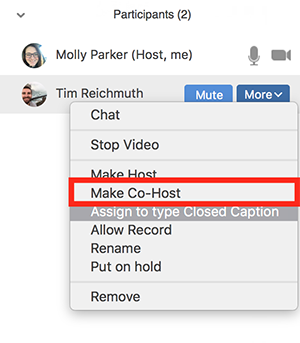 Participants (2)
Molly Parker (Host, me)
Tim Reichmuth Mute More
Chat
Stop Video
Make Host
Make Co-Host
Assign to type Closed Caption
Allow Record
Rename
Put on hold
Remove